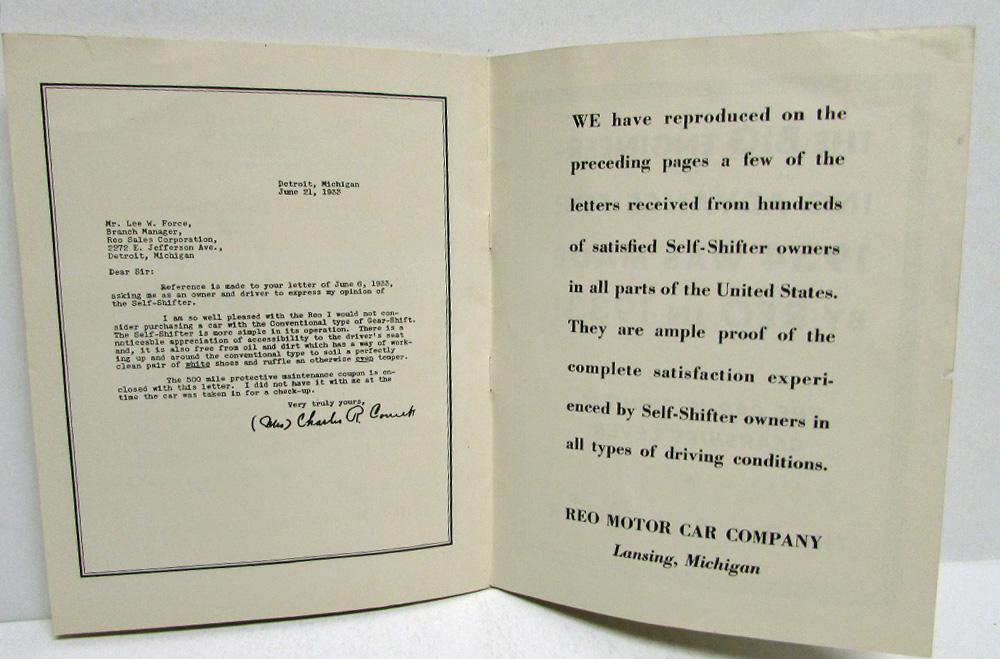 Detroit, Michigan
June 21, 1933
Mr. Lee W. Force,
Branch Manager,
Reo Sales Corporation,
2272 E. Jefferson Ave.,
Detroit, Michigan
Dear Sir:
Reference is made to your letter of June 6, 1933,
asking me as an owner and driver to express my opinion of
the Self-Shifter.
I am so well pleased with the Reo I would not con-
sider purchasing a car with the Conventional type of Gear-Shift.
The Self-Shifter is more simple in its operation. There is a
noticeable appreciation of accessibility to the driver's seat
and, it is also free from oil and dirt which has a way of work-
ing up and around the conventional type to soil a perfectly
clean pair of white shoes and ruffle an otherwise even temper.
The 500 mile protective maintenance coupon is en-
closed with this letter. I did not have it with me at the
time the car was taken in for a check-up.
Very truly yours,
(Mrs) Charles R.
WE have reproduced on the
preceding pages a few of the
letters received from hundreds
of satisfied Self-Shifter owners
in all parts of the United States.
They are ample proof of the
complete satisfaction experi-
enced by Self-Shifter owners in
all types of driving conditions.
REO MOTOR CAR COMPANY
Lansing, Michigan